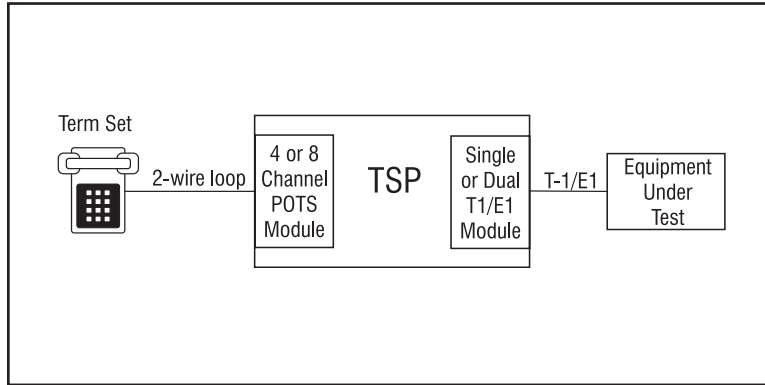 Term Set
2-wire loop
4 or 8
Channel
POTS
Module
TSP
Single
or Dual
T1/E1
Module
T-1/E1
Equipment
Under
Test